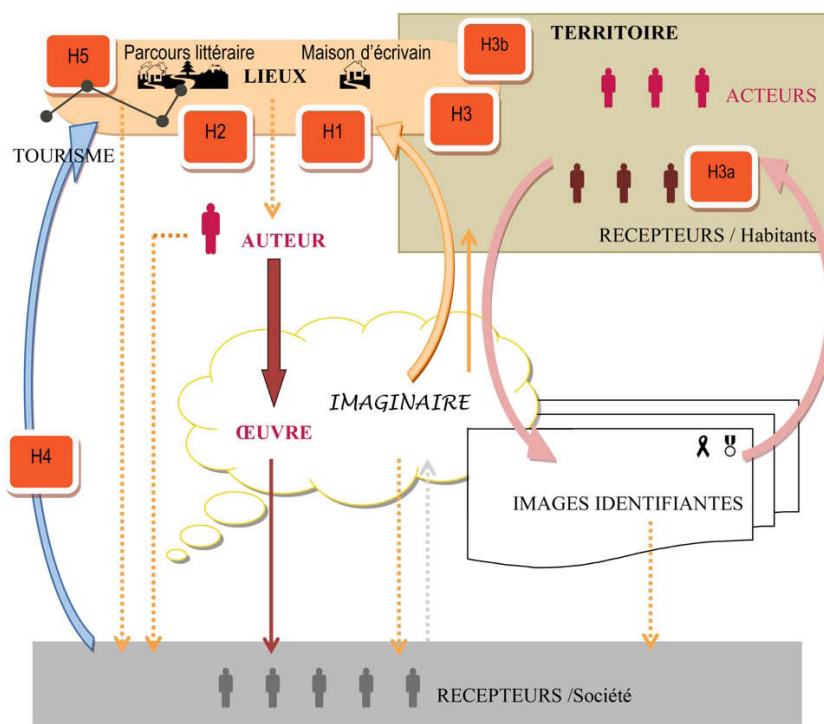 H5
Parcours littéraire
Maison d'écrivain
LIEUX
H3b
TERRITOIRE
ACTEURS
H2
H1
H3
TOURISME
H3a
RECEPTEURS / Habitants
AUTEUR
IMAGINAIRE
ŒUVRE
H4
IMAGES IDENTIFIANTES
RECEPTEURS /Société